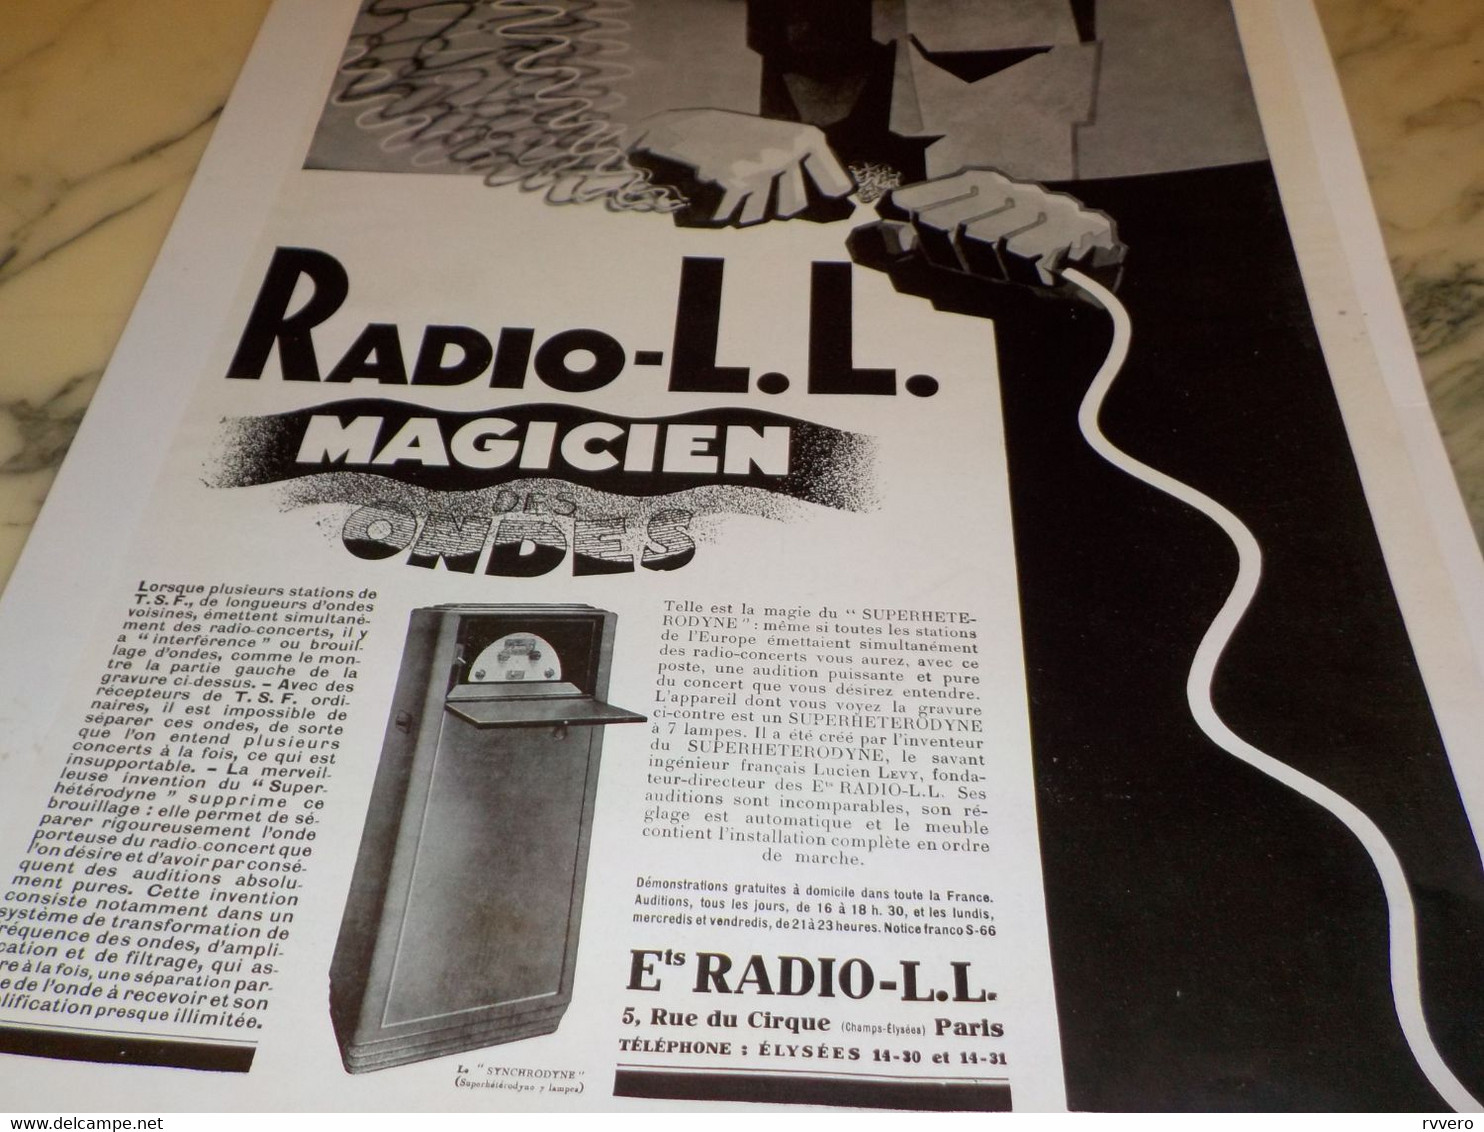 RADIO-L.L.
MAGICIEN
DES
ONDES
Lorsque plusieurs stations de
T.S.F., de longueurs d'ondes
voisines, émettent simultané-
ment des radio-concerts, il y
a "interférence" ou brouil-
lage d'ondes, comme le mon-
tre la partie gauche de la
gravure ci-dessus. - Avec des
récepteurs de T.S.F. ordi-
naires, il est impossible de
séparer ces ondes, de sorte
que l'on entend plusieurs
concerts à la fois, ce qui est
insupportable. - La merveil-
leuse invention du "Super-
hétérodyne" supprime ce
brouillage : elle permet de sé-
parer rigoureusement l'onde
porteuse du radio-concert que
l'on désire et d'avoir par consé-
quent des auditions absolu-
ment pures. Cette invention
consiste notamment dans un
système de transformation de
réquence des ondes, d'ampli-
cation et de filtrage, qui as-
re à la fois, une séparation par-
e de l'onde à recevoir et son
lification presque illimitée.
Le "SYNCHRODYNE"
(Superhétérodyne 7 lampes)
Telle est la magie du "SUPERHETE-
RODYNE" : même si toutes les stations
de l'Europe émettaient simultanément
des radio-concerts vous aurez, avec ce
poste, une audition puissante et pure
du concert que vous désirez entendre.
L'appareil dont vous voyez la gravure
ci-contre est un SUPERHETERODYNE
à 7 lampes. Il a été créé par l'inventeur
du SUPERHETERODYNE, le savant
ingénieur français Lucien LEVY, fonda-
teur-directeur des Ets RADIO-L.L. Ses
auditions sont incomparables, son ré-
glage est automatique et le meuble
contient l'installation complète en ordre
de marche.
Démonstrations gratuites à domicile dans toute la France.
Auditions, tous les jours, de 16 à 18 h. 30, et les lundis,
mercredis et vendredis, de 21 à 23 heures. Notice franco S-66
Ets RADIO-L.L.
5, Rue du Cirque (Champs-Élysées) Paris
TÉLÉPHONE : ÉLYSÉES 14-30 et 14-31
delcampe.net
rvvero